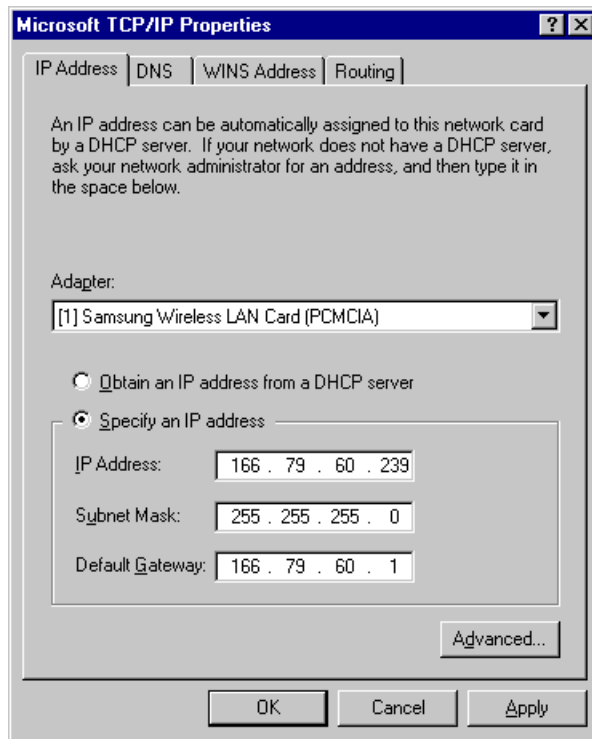 Microsoft TCP/IP Properties
IP Address DNS WINS Address Routing
An IP address can be automatically assigned to this network card
by a DHCP server. If your network does not have a DHCP server,
ask your network administrator for an address, and then type it in
the space below.
Adapter:
[1] Samsung Wireless LAN Card (PCMCIA)
Obtain an IP address from a DHCP server
Specify an IP address
IP Address: 166 . 79 . 60 . 239
Subnet Mask: 255 . 255 . 255 . 0
Default Gateway: 166 . 79 . 60 . 1
Advanced...
OK Cancel Apply